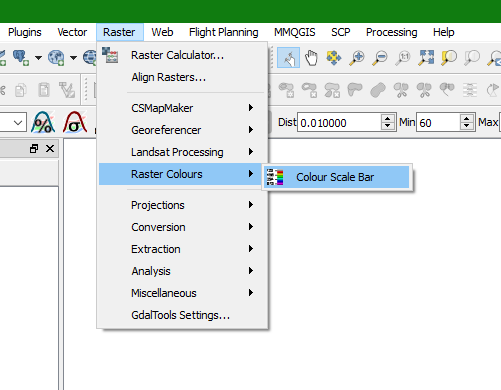 Plugins Vector Raster Web Flight Planning MMQGIS SCP Processing Help
Raster Calculator...
Align Rasters...
CSMapMaker
Georeferencer
Dist 0.010000 Min 60 Max
Landsat Processing
Raster Colours
Colour Scale Bar
Projections
Conversion
Extraction
Analysis
Miscellaneous
GdalTools Settings...